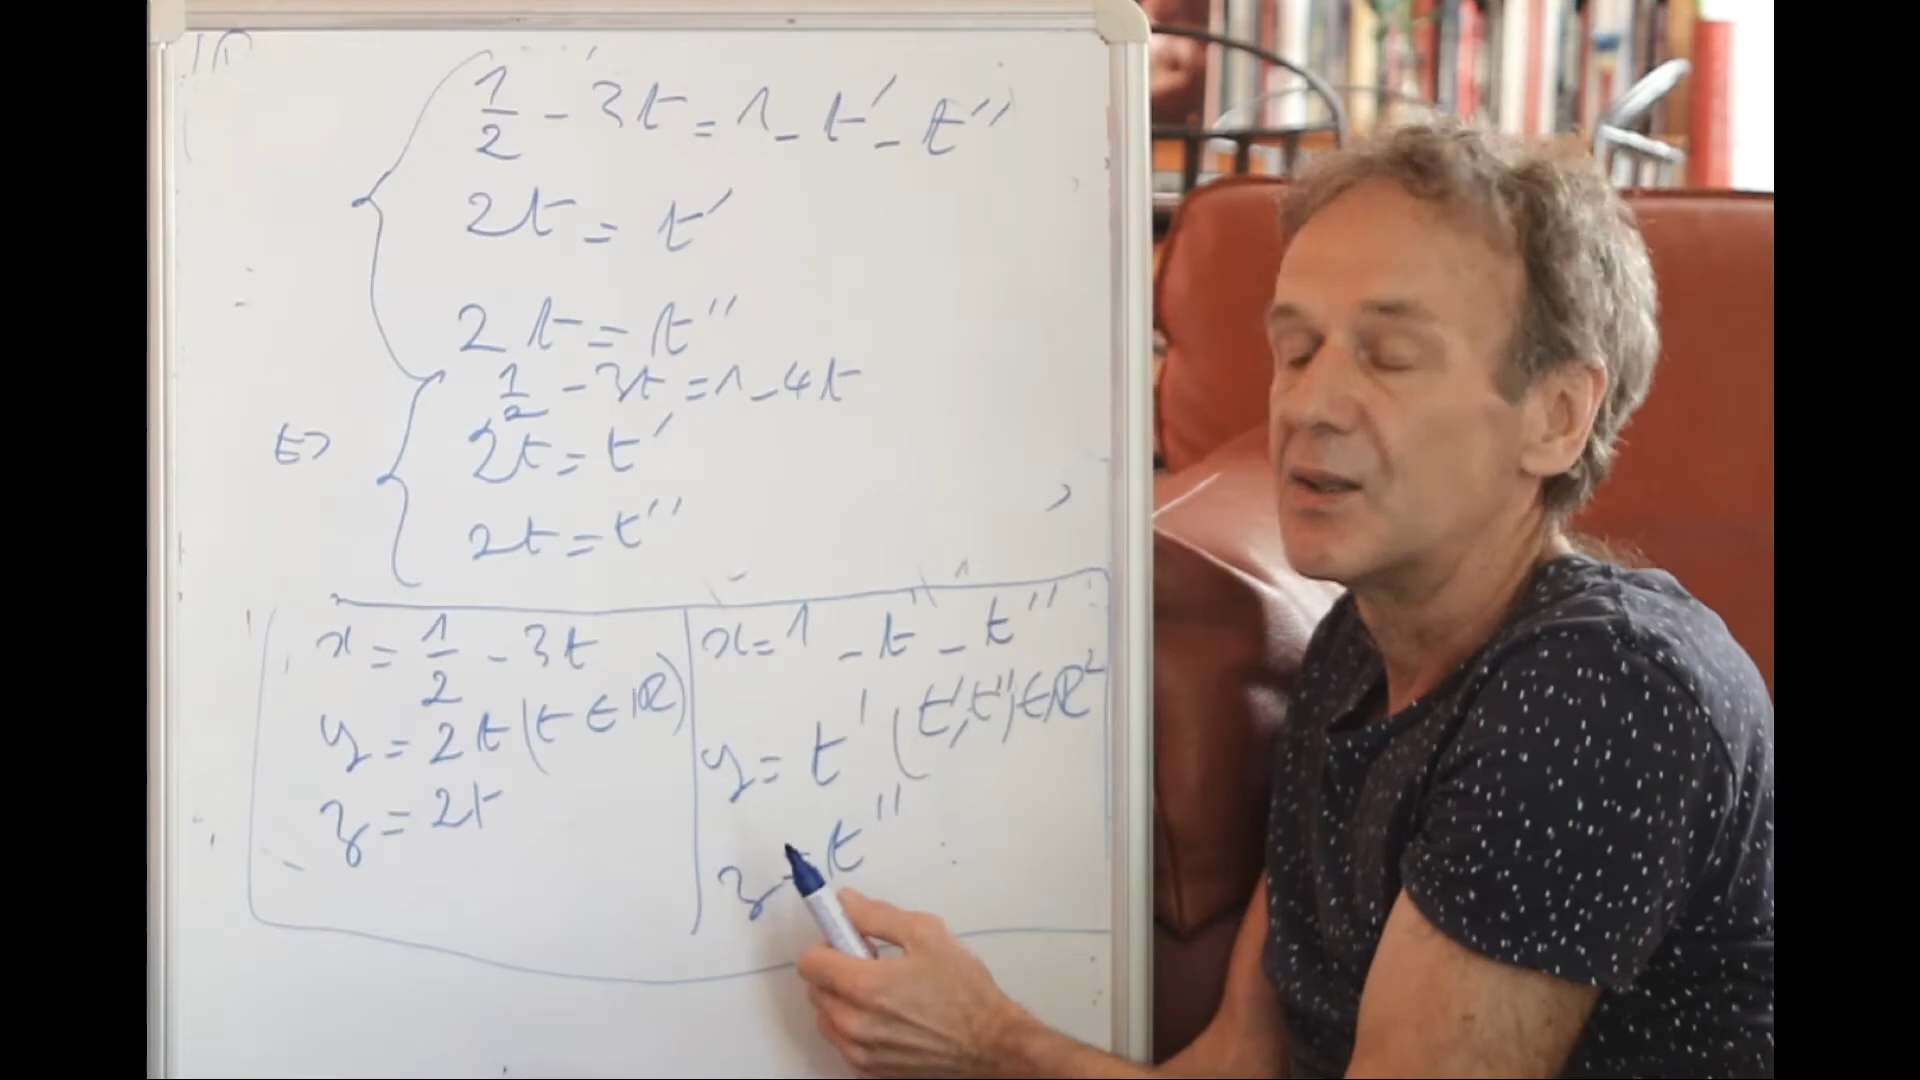 1/2 - 3t = 1 - t' - t''
2t = t'
2t = t''
⇔ 1/2 - 3t = 1 - 4t
2t = t'
2t = t''
x = 1/2 - 3t
y = 2t (t ∈ ℝ)
z = 2t
x = 1 - t' - t''
y = t' (t', t'') ∈ ℝ²
z = t''